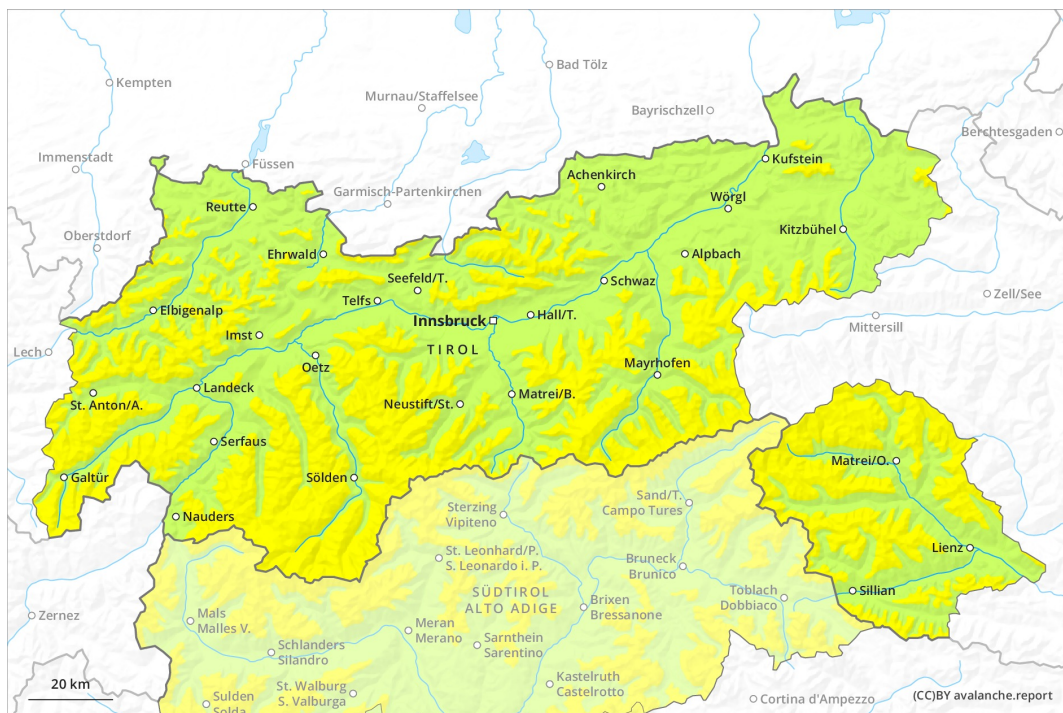 Kempten
Bad Tölz
Murnau/Staffelsee
Bayrischzell
Berchtesgaden
Immenstadt
Füssen
Kufstein
Achenkirch
Garmisch-Partenkirchen
Wörgl
Reutte
Oberstdorf
Kitzbühel
Ehrwald
Alpbach
Seefeld/T.
Schwaz
Zell/See
Telfs
Elbigenalp
Innsbruck
Hall/T.
Mittersill
Imst
Lech
TIROL
Oetz
Mayrhofen
Landeck
St. Anton/A.
Neustift/St.
Matrei/B.
Serfaus
Matrei/O.
Galtür
Sölden
Sand/T.
Campo Tures
Sterzing
Vipiteno
Nauders
Lienz
St. Leonhard/P.
S. Leonardo i. P.
Bruneck
Brunico
Toblach
Dobbiaco
Sillian
SÜDTIROL
ALTO ADIGE
Brixen
Bressanone
Zernez
Mals
Malles V.
Meran
Merano
Sarnthein
Sarentino
Schlanders
Silandro
Kastelruth
Castelrotto
St. Walburg
S. Valburga
20 km
Sulden
Solda
Cortina d'Ampezzo
(CC)BY avalanche.report